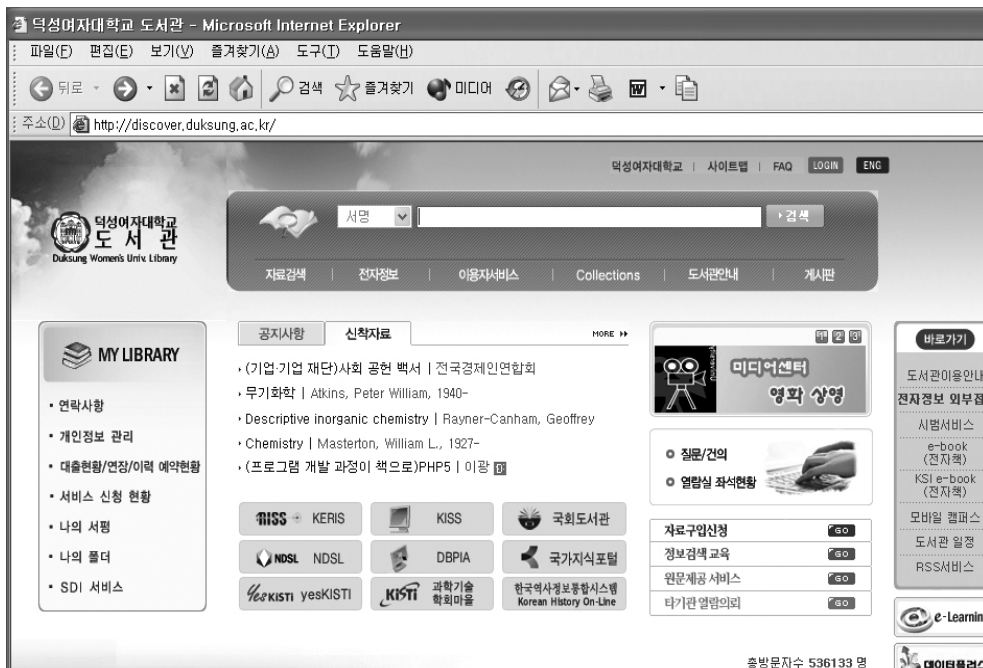 덕성여자대학교 도서관 - Microsoft Internet Explorer
파일(F) 편집(E) 보기(V) 즐겨찾기(A) 도구(T) 도움말(H)
뒤로 검색 즐겨찾기 미디어
주소(D) http://discover.duksung.ac.kr/
덕성여자대학교 | 사이트맵 | FAQ LOGIN ENG
덕성여자대학교
도서관
Duksung Women's Univ. Library
서명 검색
자료검색 | 전자정보 | 이용자서비스 | Collections | 도서관안내 | 게시판
MY LIBRARY
· 연락사항
· 개인정보 관리
· 대출현황/연장/이력 예약현황
· 서비스 신청 현황
· 나의 서평
· 나의 폴더
· SDI 서비스
공지사항 신착자료 MORE
(기업·기업 재단)사회 공헌 백서 | 전국경제인연합회
무기화학 | Atkins, Peter William, 1940-
Descriptive inorganic chemistry | Rayner-Canham, Geoffrey
Chemistry | Masterton, William L., 1927-
(프로그램 개발 과정이 책으로)PHP5 | 이광
RISS KERIS KISS 국회도서관
NDSL NDSL DBPIA 국가지식포털
yesKISTI yesKISTI KISTI 과학기술 학회마을 한국역사정보통합시스템 Korean History On-Line
1 2 3
미디어센터
영화 상영
질문/건의
열람실 좌석현황
자료구입신청 GO
정보검색 교육 GO
원문제공 서비스 GO
타기관 열람의뢰 GO
바로가기
도서관이용안내
전자정보 외부접
시범서비스
e-book
(전자책)
KSI e-book
(전자책)
모바일 캠퍼스
도서관 일정
RSS서비스
e-Learnin
데이터플러스
총방문자수 536133 명